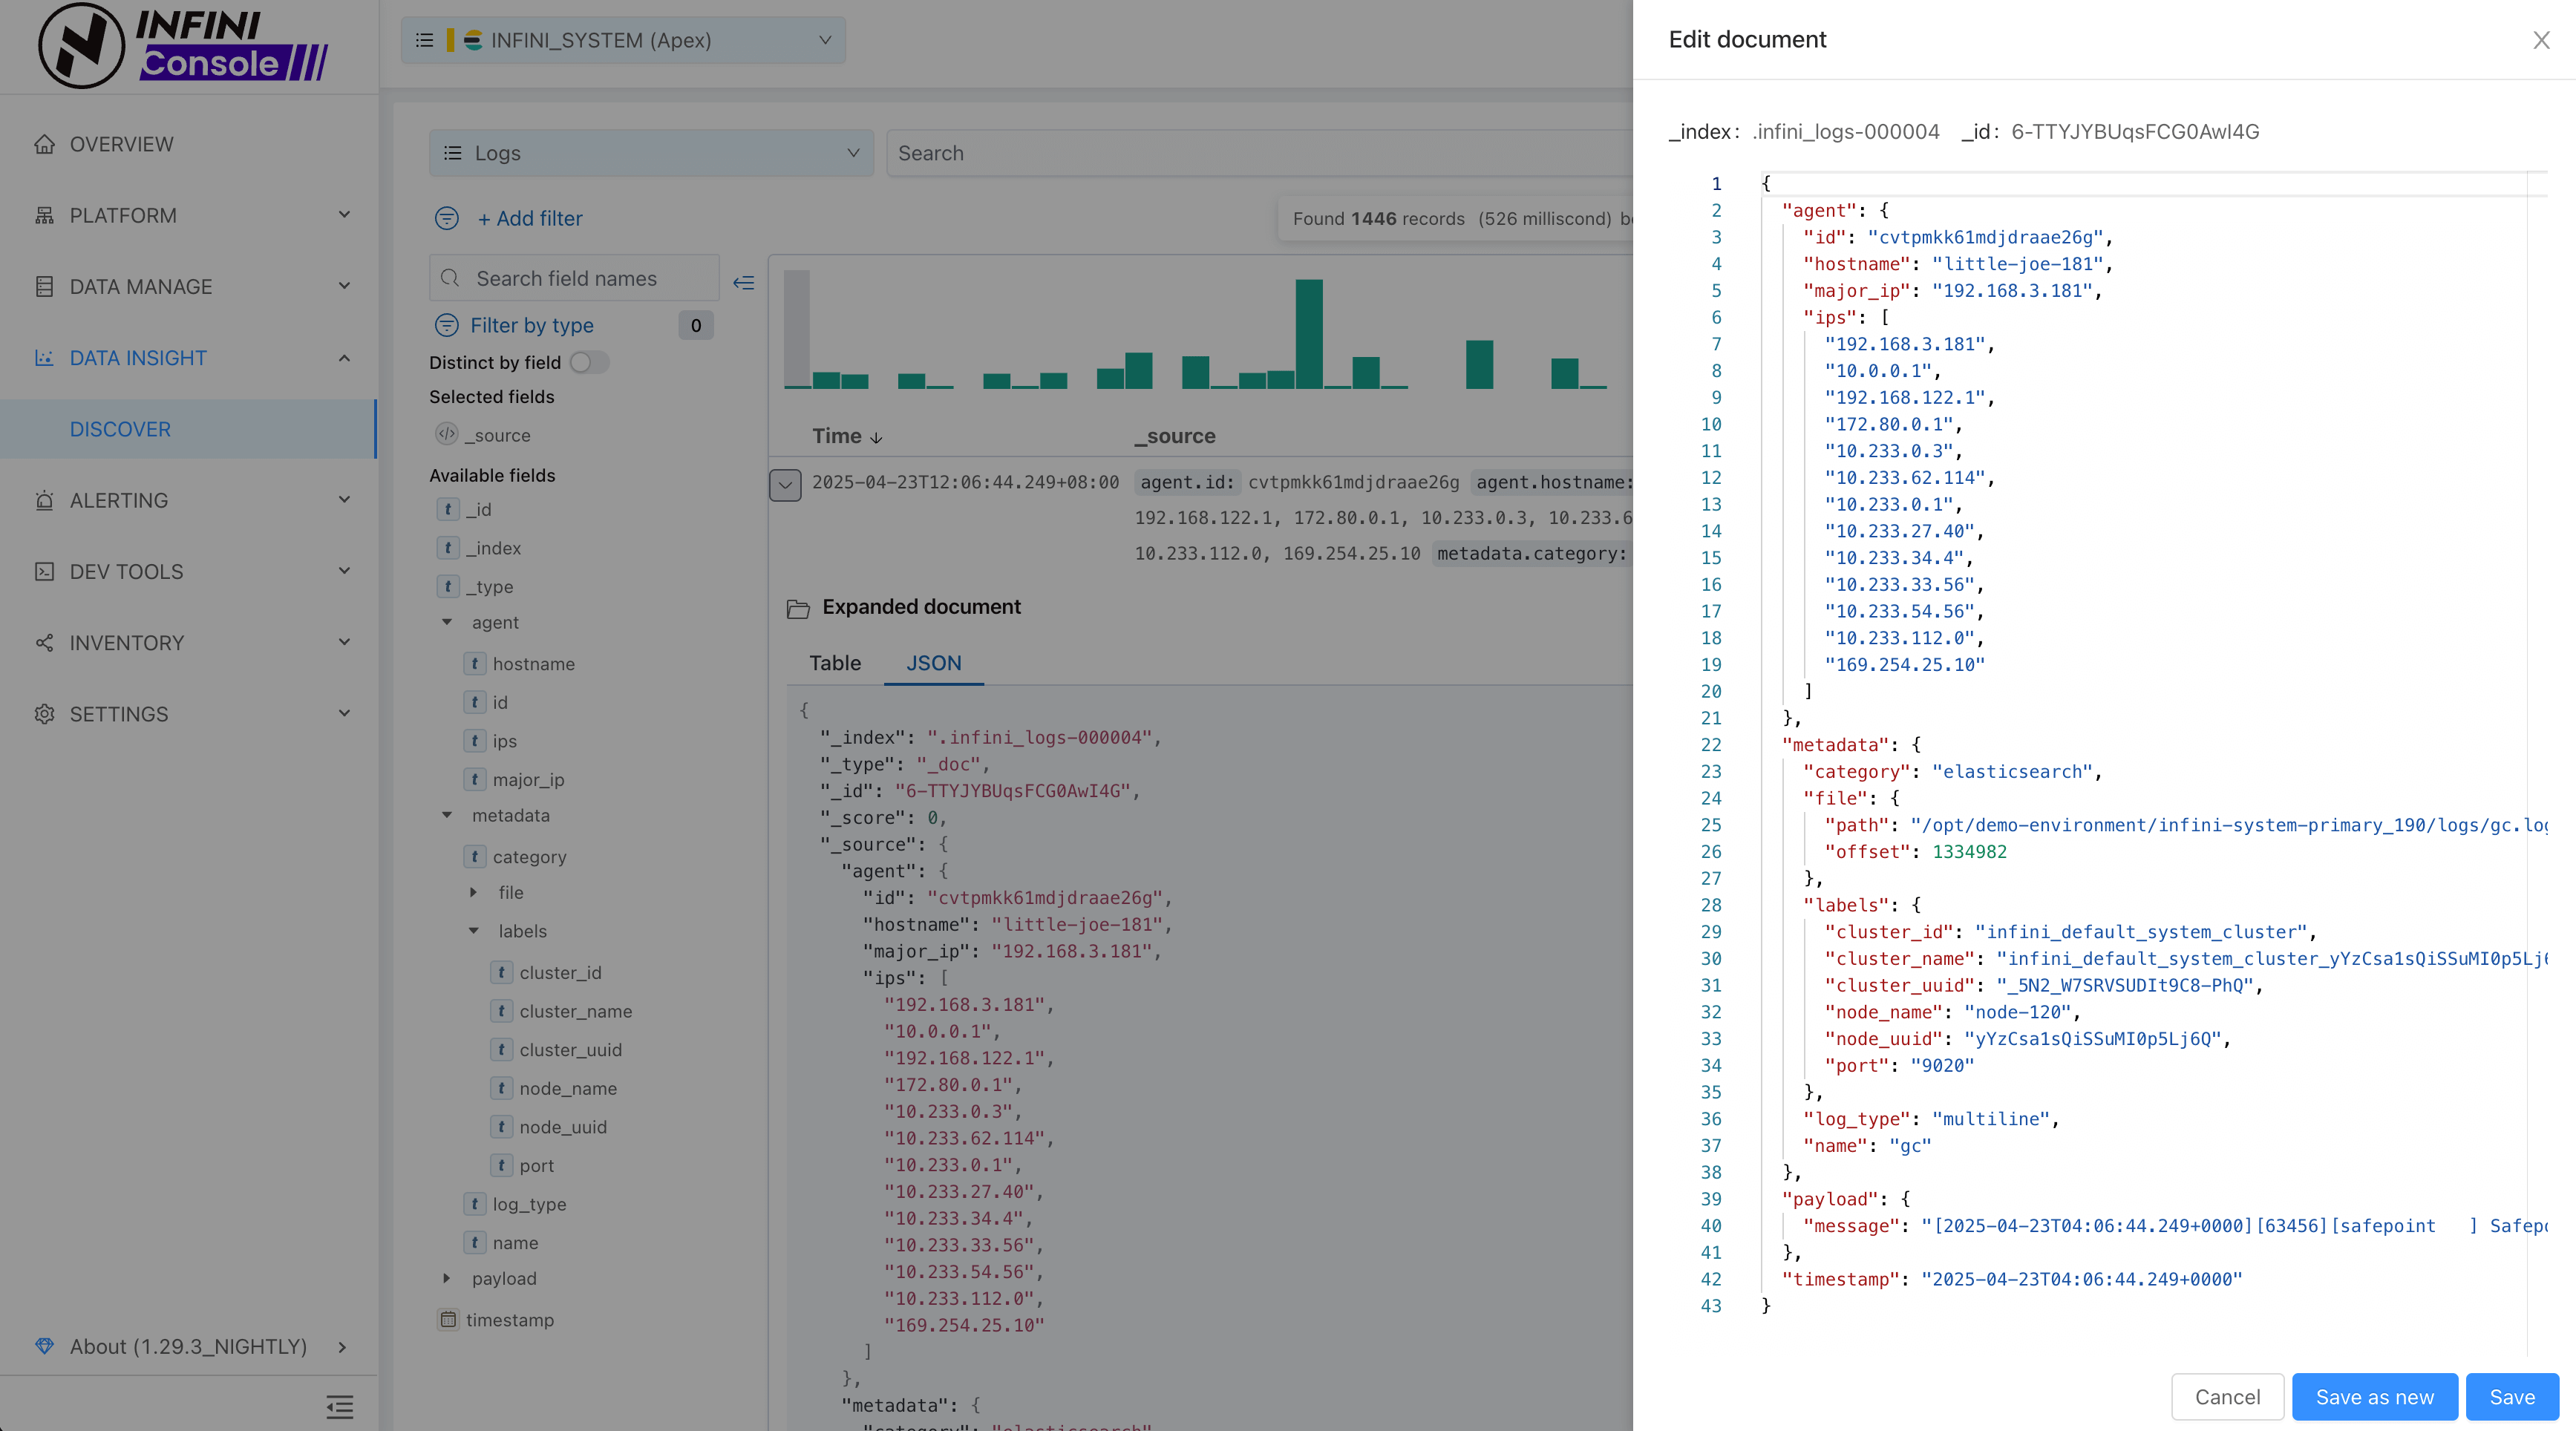 INFINI
Console
OVERVIEW
PLATFORM
DATA MANAGE
DATA INSIGHT
DISCOVER
ALERTING
DEV TOOLS
INVENTORY
SETTINGS
About (1.29.3_NIGHTLY)
INFINI_SYSTEM (Apex)
Logs
Search
+ Add filter
Found 1446 records (526 milliscond)
Search field names
Filter by type 0
Distinct by field
Selected fields
_source
Available fields
t _id
t _index
t _type
agent
t hostname
t id
t ips
t major_ip
metadata
t category
file
labels
t cluster_id
t cluster_name
t cluster_uuid
t node_name
t node_uuid
t port
t log_type
t name
payload
timestamp
Time _source
2025-04-23T12:06:44.249+08:00 agent.id: cvtpmkk61mdjdraae26g agent.hostname:
192.168.122.1, 172.80.0.1, 10.233.0.3, 10.233.6
10.233.112.0, 169.254.25.10 metadata.category:
Expanded document
Table JSON
{
"_index": ".infini_logs-000004",
"_type": "_doc",
"_id": "6-TTYJYBUqsFCG0AwI4G",
"_score": 0,
"_source": {
"agent": {
"id": "cvtpmkk61mdjdraae26g",
"hostname": "little-joe-181",
"major_ip": "192.168.3.181",
"ips": [
"192.168.3.181",
"10.0.0.1",
"192.168.122.1",
"172.80.0.1",
"10.233.0.3",
"10.233.62.114",
"10.233.0.1",
"10.233.27.40",
"10.233.34.4",
"10.233.33.56",
"10.233.54.56",
"10.233.112.0",
"169.254.25.10"
]
},
"metadata": {
"category": "elasticsearch"
Edit document
_index: .infini_logs-000004 _id: 6-TTYJYBUqsFCG0AwI4G
1 {
2 "agent": {
3 "id": "cvtpmkk61mdjdraae26g",
4 "hostname": "little-joe-181",
5 "major_ip": "192.168.3.181",
6 "ips": [
7 "192.168.3.181",
8 "10.0.0.1",
9 "192.168.122.1",
10 "172.80.0.1",
11 "10.233.0.3",
12 "10.233.62.114",
13 "10.233.0.1",
14 "10.233.27.40",
15 "10.233.34.4",
16 "10.233.33.56",
17 "10.233.54.56",
18 "10.233.112.0",
19 "169.254.25.10"
20 ]
21 },
22 "metadata": {
23 "category": "elasticsearch",
24 "file": {
25 "path": "/opt/demo-environment/infini-system-primary_190/logs/gc.log
26 "offset": 1334982
27 },
28 "labels": {
29 "cluster_id": "infini_default_system_cluster",
30 "cluster_name": "infini_default_system_cluster_yYzCsa1sQiSSuMI0p5Lj6
31 "cluster_uuid": "_5N2_W7SRVSUDIt9C8-PhQ",
32 "node_name": "node-120",
33 "node_uuid": "yYzCsa1sQiSSuMI0p5Lj6Q",
34 "port": "9020"
35 },
36 "log_type": "multiline",
37 "name": "gc"
38 },
39 "payload": {
40 "message": "[2025-04-23T04:06:44.249+0000][63456][safepoint ] Safep
41 },
42 "timestamp": "2025-04-23T04:06:44.249+0000"
43 }
Cancel Save as new Save